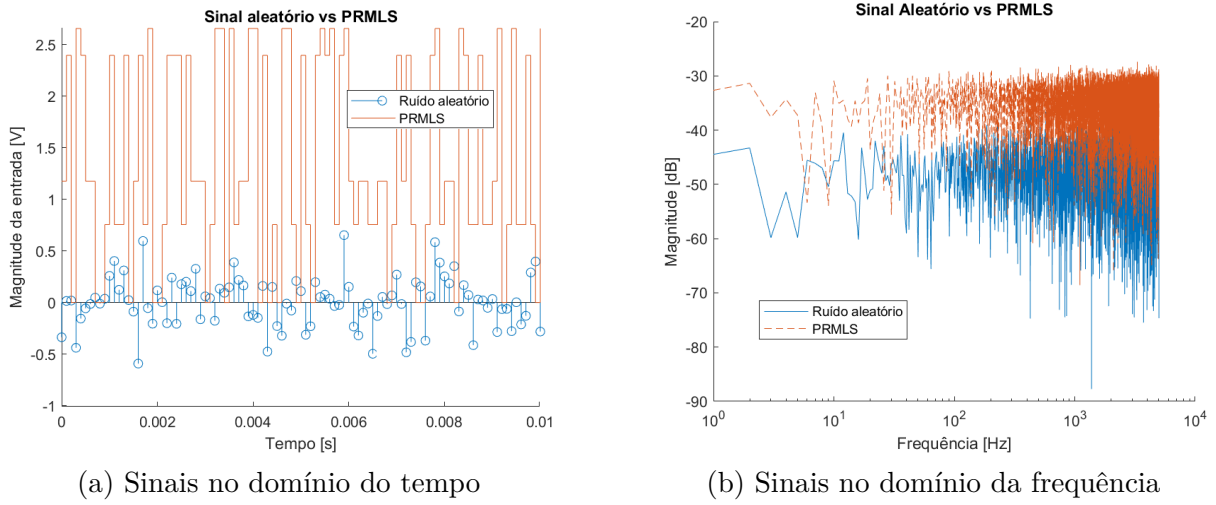 Sinal aleatório vs PRMLS
2.5
2
1.5
1
0.5
0
-0.5
-1
Magnitude da entrada [V]
Ruído aleatório
PRMLS
0
0.002
0.004
0.006
0.008
0.01
Tempo [s]
(a) Sinais no domínio do tempo
Sinal Aleatório vs PRMLS
-20
-30
-40
-50
-60
-70
-80
-90
Magnitude [dB]
Ruído aleatório
PRMLS
10^0
10^1
10^2
10^3
10^4
Frequência [Hz]
(b) Sinais no domínio da frequência